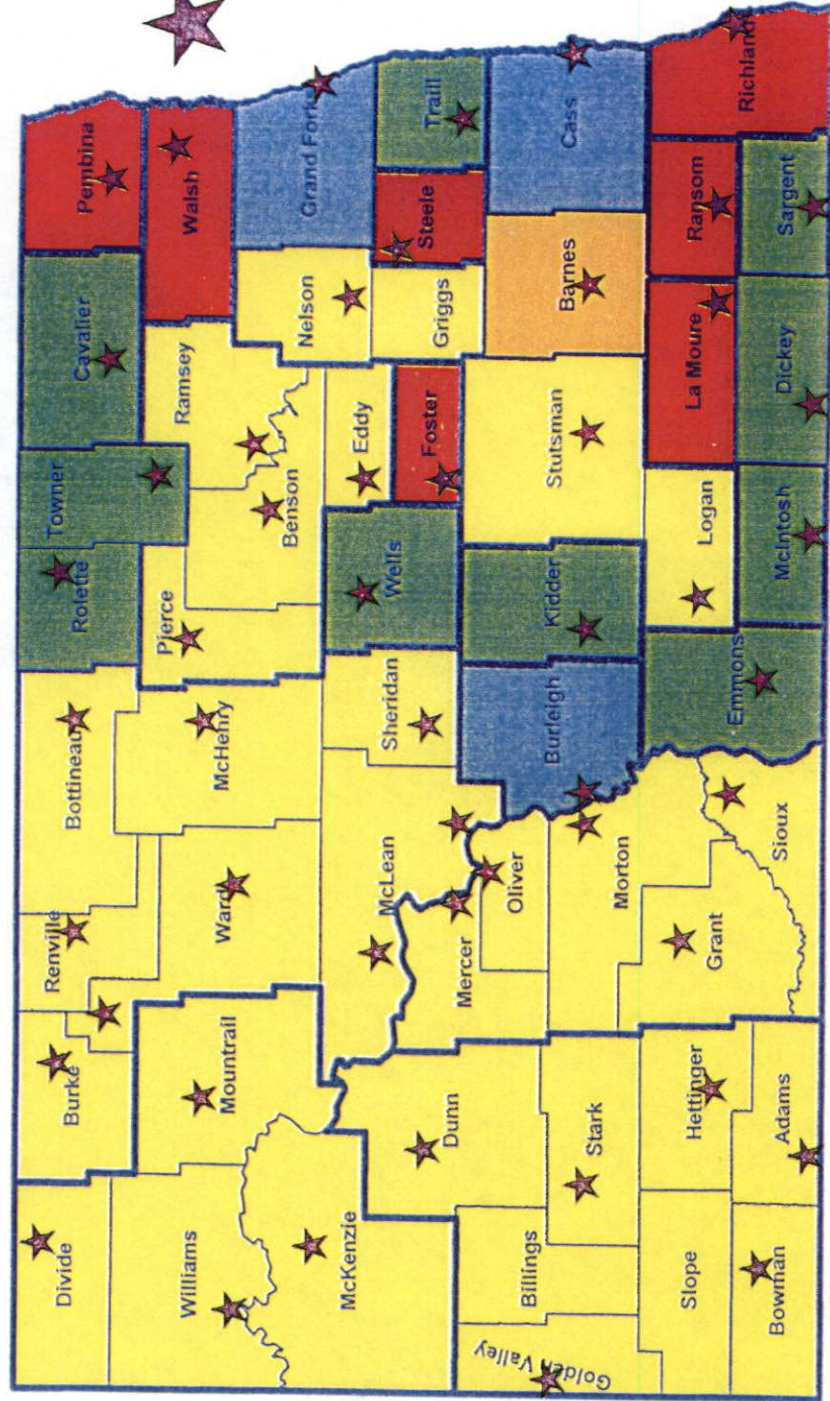 Divide
Burke
Renville
Bottineau
Rolette
Towner
Cavalier
Pembina
Williams
Mountrail
Ward
McHenry
Pierce
Ramsey
Walsh
Benson
McKenzie
Nelson
Grand Forks
Dunn
Mercer
McLean
Sheridan
Wells
Eddy
Foster
Griggs
Steele
Traill
Oliver
Golden Valley
Billings
Stark
Morton
Burleigh
Kidder
Stutsman
Barnes
Cass
Slope
Hettinger
Grant
Emmons
Logan
La Moure
Ransom
Richland
Bowman
Adams
Sioux
McIntosh
Dickey
Sargent